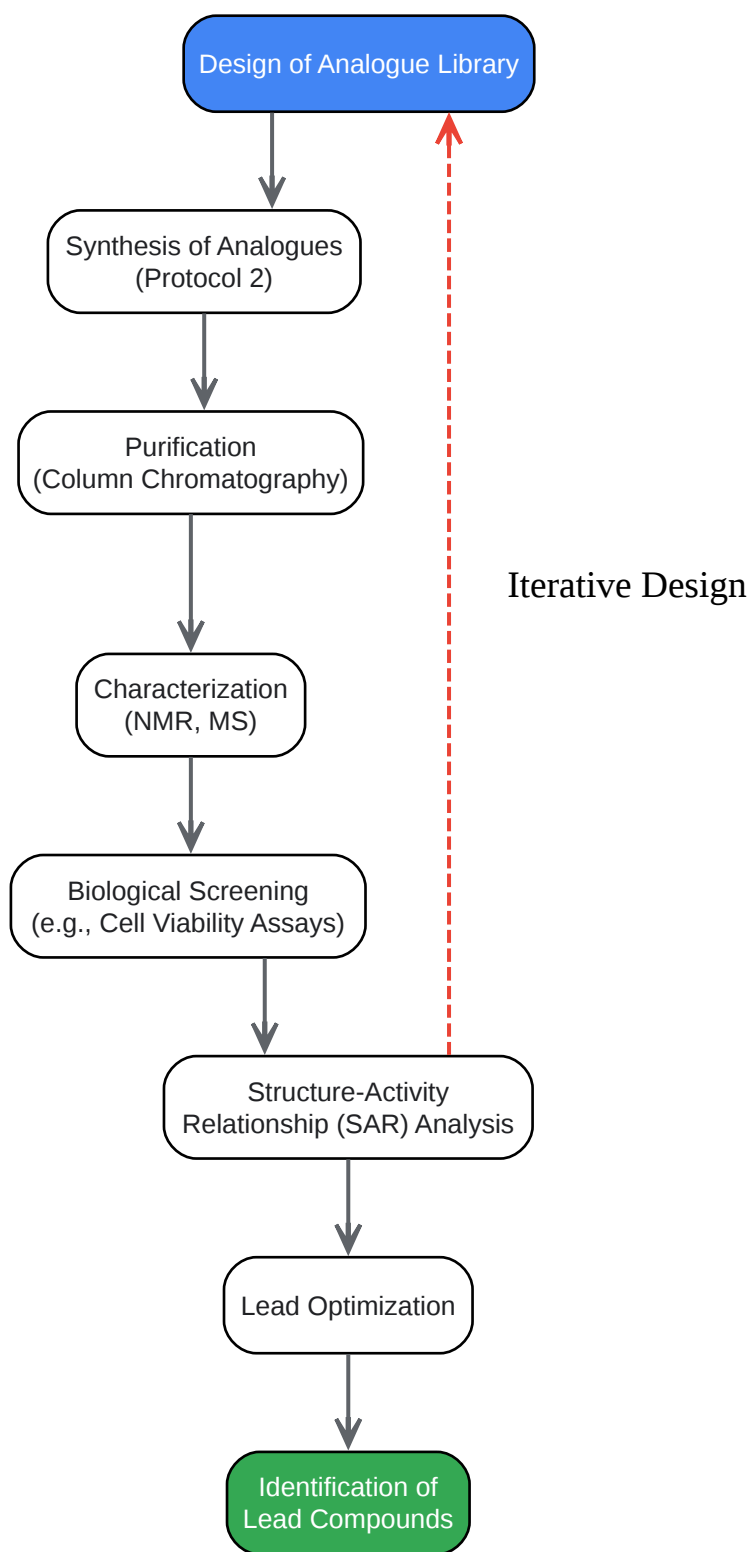 Design of Analogue Library
Synthesis of Analogues
(Protocol 2)
Purification
(Column Chromatography)
Iterative Design
Characterization
(NMR, MS)
Biological Screening
(e.g., Cell Viability Assays)
Structure-Activity
Relationship (SAR) Analysis
Lead Optimization
Identification of
Lead Compounds